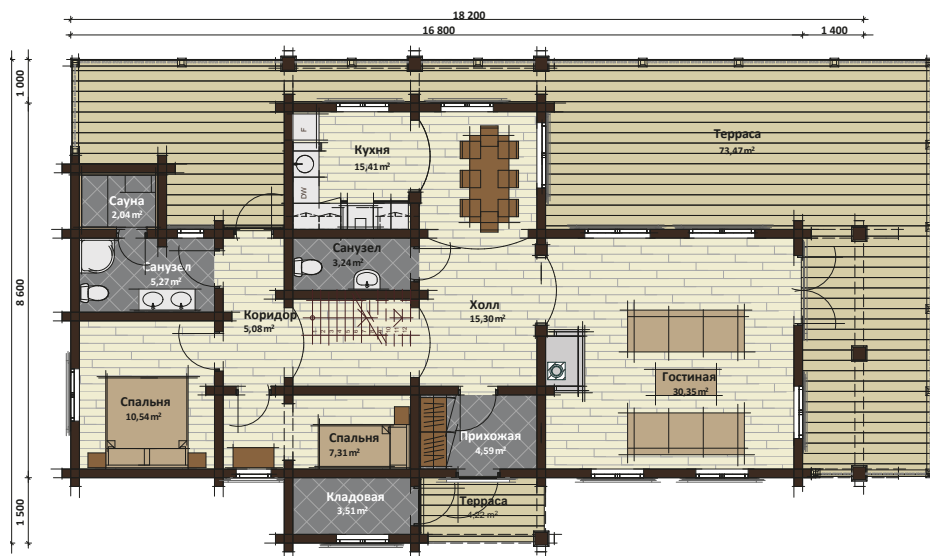 18 200
16 800
1 400
1 000
8 600
1 500
Терраса
73,47 m²
Кухня
15,41 m²
F
DW
Сауна
2,04 m²
Санузел
3,24 m²
Санузел
5,27 m²
Коридор
5,08 m²
Холл
15,30 m²
Гостиная
30,35 m²
Спальня
10,54 m²
Спальня
7,31 m²
Прихожая
4,59 m²
Кладовая
3,51 m²
Терраса
4,22 m²